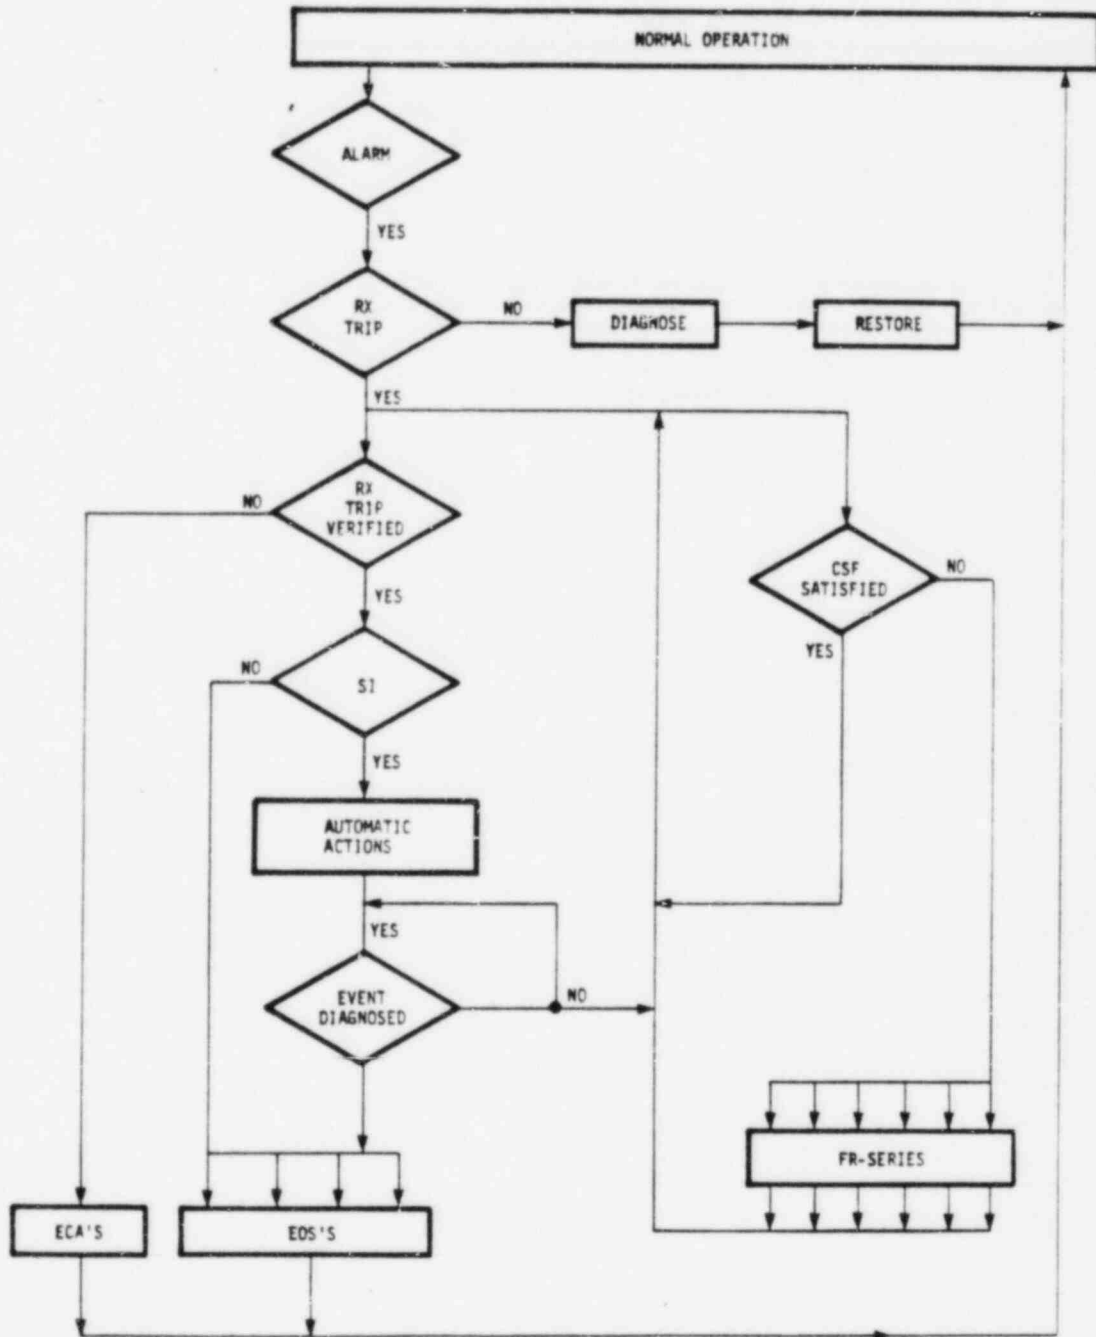 NORMAL OPERATION
ALARM
YES
RX
TRIP
NO
DIAGNOSE
RESTORE
YES
RX
TRIP
VERIFIED
NO
YES
CSF
SATISFIED
NO
YES
SI
NO
YES
AUTOMATIC
ACTIONS
YES
EVENT
DIAGNOSED
NO
FR-SERIES
ECA'S
EOS'S